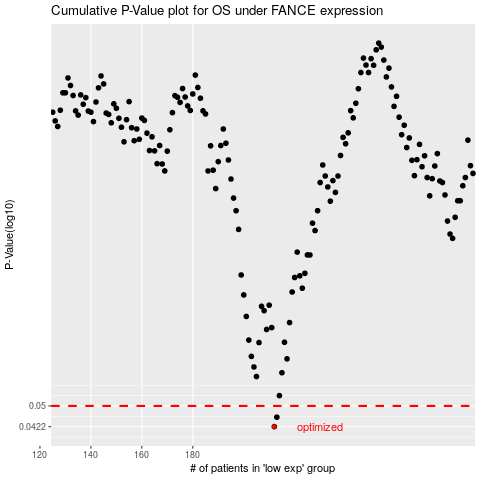 Cumulative P-Value plot for OS under FANCE expression
P-Value(log10)
0.05
0.0422
optimized
120 140 160 180
# of patients in 'low exp' group